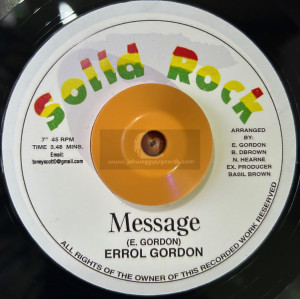 Solid Rock
7" 45 RPM
TIME 3.48 MINS.
Email:
ARRANGED
BY:
E. GORDON
B. DBROWN
N. HEARNE
EX. PRODUCER
BASIL BROWN
Message
(E. GORDON)
ERROL GORDON
ALL RIGHTS OF THE OWNER OF THIS RECORDED WORK RESERVED